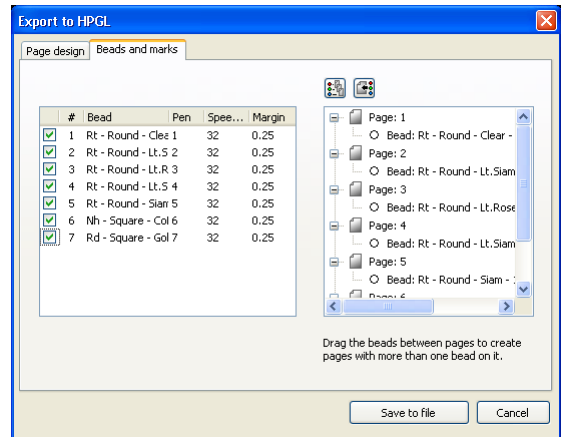 Export to HPGL
Page design Beads and marks
# Bead Pen Spee... Margin
1 Rt - Round - Clea 1 32 0.25
2 Rt - Round - Lt.S 2 32 0.25
3 Rt - Round - Lt.R 3 32 0.25
4 Rt - Round - Lt.S 4 32 0.25
5 Rt - Round - Siam 5 32 0.25
6 Nh - Square - Col 6 32 0.25
7 Rd - Square - Gol 7 32 0.25
Page: 1
Bead: Rt - Round - Clear -
Page: 2
Bead: Rt - Round - Lt.Siam
Page: 3
Bead: Rt - Round - Lt.Rose
Page: 4
Bead: Rt - Round - Lt.Siam
Page: 5
Bead: Rt - Round - Siam -
Page: 6
Drag the beads between pages to create
pages with more than one bead on it.
Save to file Cancel